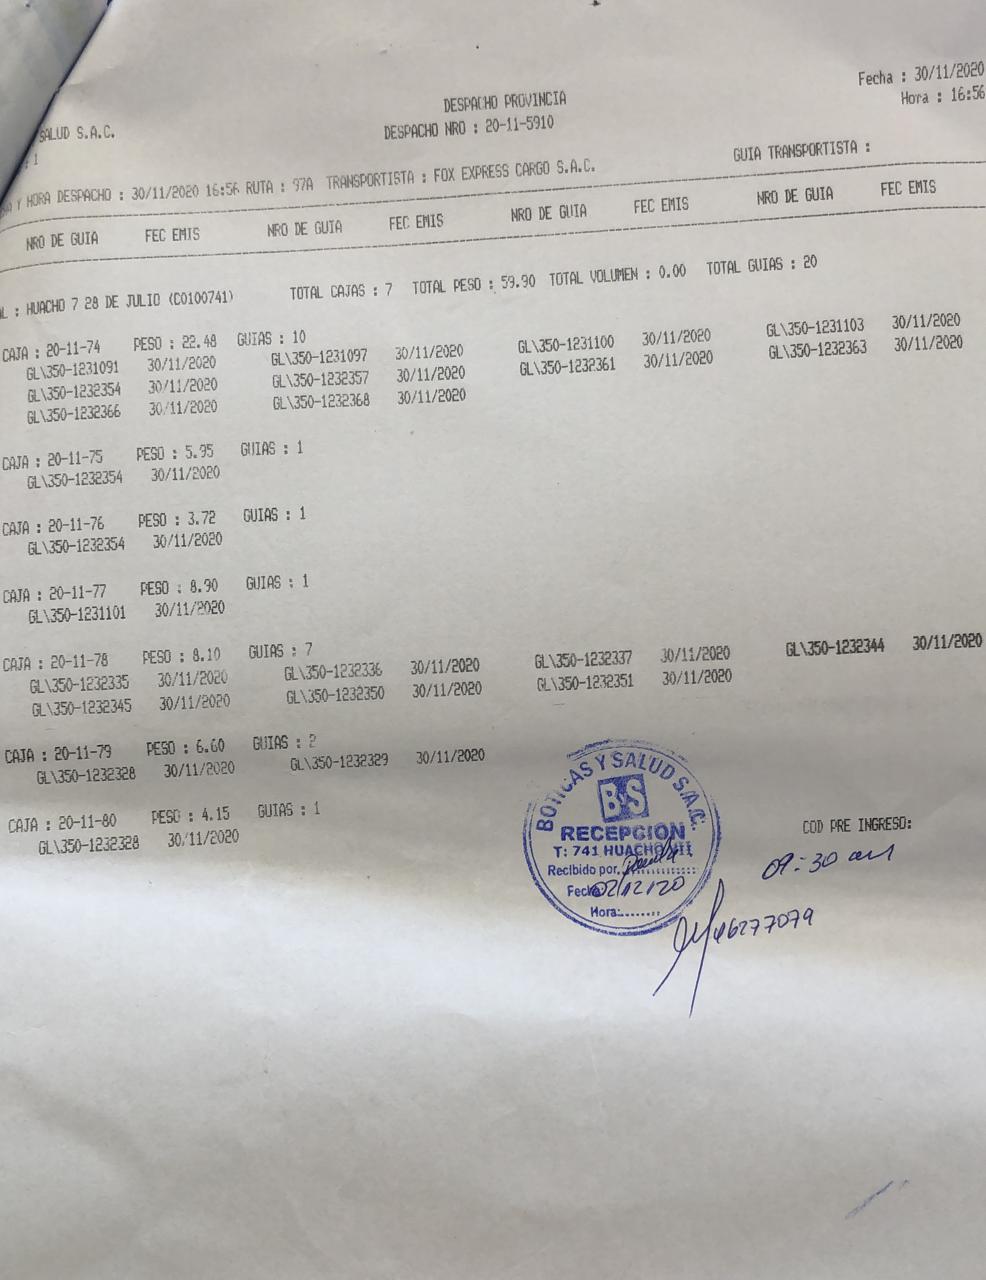 Fecha : 30/11/2020
DESPACHO PROVINCIA
Hora : 16:56
SALUD S.A.C.
DESPACHO NRO : 20-11-5910
: 1
GUIA TRANSPORTISTA :
Y HORA DESPACHO : 30/11/2020 16:56 RUTA : 97A TRANSPORTISTA : FOX EXPRESS CARGO S.A.C.
NRO DE GUIA FEC EMIS NRO DE GUIA FEC EMIS NRO DE GUIA FEC EMIS NRO DE GUIA FEC EMIS
L : HUACHO 7 28 DE JULIO (C0100741) TOTAL CAJAS : 7 TOTAL PESO : 59.90 TOTAL VOLUMEN : 0.00 TOTAL GUIAS : 20
CAJA : 20-11-74 PESO : 22.48 GUIAS : 10
GL\350-1231091 30/11/2020 GL\350-1231097 30/11/2020 GL\350-1231100 30/11/2020 GL\350-1231103 30/11/2020
GL\350-1232354 30/11/2020 GL\350-1232357 30/11/2020 GL\350-1232361 30/11/2020 GL\350-1232363 30/11/2020
GL\350-1232366 30/11/2020 GL\350-1232368 30/11/2020
CAJA : 20-11-75 PESO : 5.95 GUIAS : 1
GL\350-1232354 30/11/2020
CAJA : 20-11-76 PESO : 3.72 GUIAS : 1
GL\350-1232354 30/11/2020
CAJA : 20-11-77 PESO : 8.90 GUIAS : 1
GL\350-1231101 30/11/2020
CAJA : 20-11-78 PESO : 8.10 GUIAS : 7
GL\350-1232335 30/11/2020 GL\350-1232336 30/11/2020 GL\350-1232337 30/11/2020 GL\350-1232344 30/11/2020
GL\350-1232345 30/11/2020 GL\350-1232350 30/11/2020 GL\350-1232351 30/11/2020
CAJA : 20-11-79 PESO : 6.60 GUIAS : 2
GL\350-1232328 30/11/2020 GL\350-1232329 30/11/2020
CAJA : 20-11-80 PESO : 4.15 GUIAS : 1
GL\350-1232328 30/11/2020
BOTICAS Y SALUD S.A.C.
B&S
RECEPCION
T: 741 HUACHO VII
Recibido por
Fecha 02/12/20
Hora:........
COD PRE INGRESO:
09:30 am
46277079